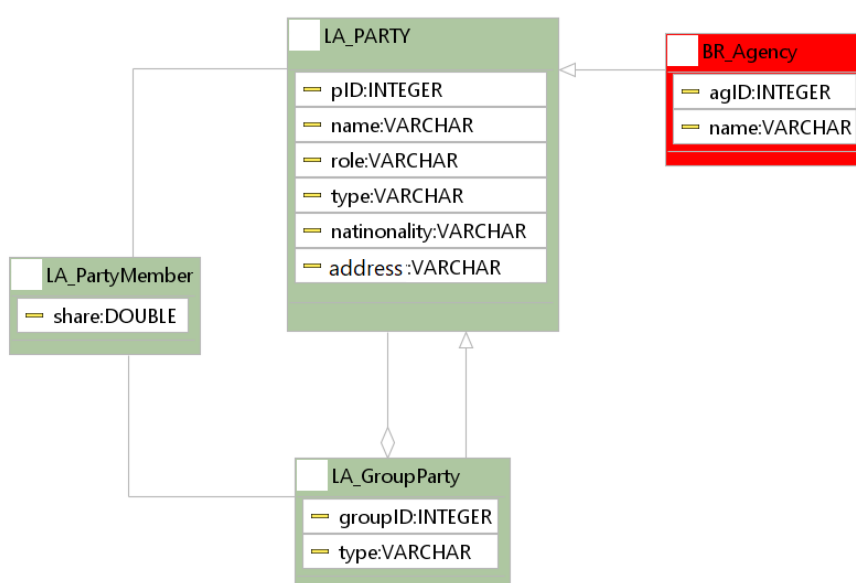 LA_PARTY
pID:INTEGER
name:VARCHAR
role:VARCHAR
type:VARCHAR
natinonality:VARCHAR
address:VARCHAR
BR_Agency
agID:INTEGER
name:VARCHAR
LA_PartyMember
share:DOUBLE
LA_GroupParty
groupID:INTEGER
type:VARCHAR